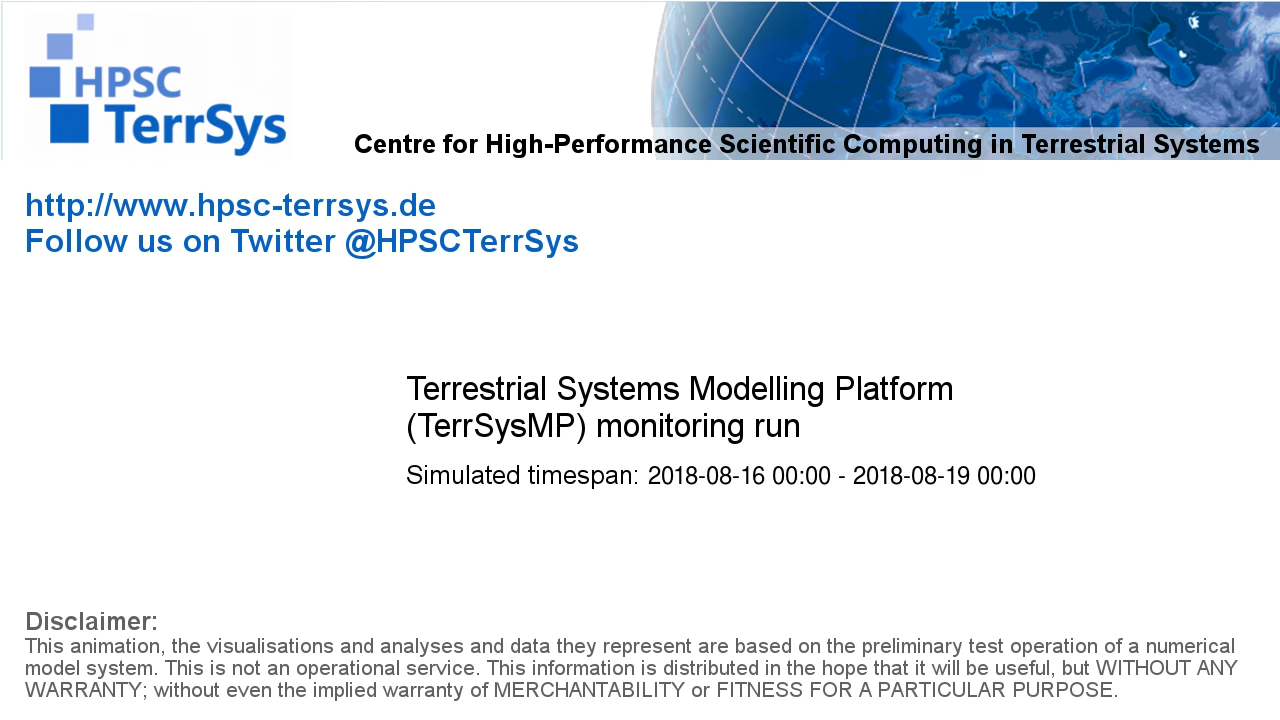 HPSC
TerrSys
Centre for High-Performance Scientific Computing in Terrestrial Systems
http://www.hpsc-terrsys.de
Follow us on Twitter @HPSCTerrSys
Terrestrial Systems Modelling Platform
(TerrSysMP) monitoring run
Simulated timespan: 2018-08-16 00:00 - 2018-08-19 00:00
Disclaimer:
This animation, the visualisations and analyses and data they represent are based on the preliminary test operation of a numerical
model system. This is not an operational service. This information is distributed in the hope that it will be useful, but WITHOUT ANY
WARRANTY; without even the implied warranty of MERCHANTABILITY or FITNESS FOR A PARTICULAR PURPOSE.